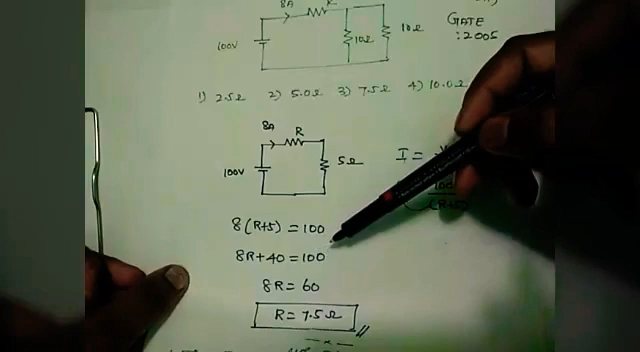 8A R
100V 10Ω 10Ω
GATE
:2005
1) 2.5Ω 2) 5.0Ω 3) 7.5Ω 4) 10.0Ω
8A R
100V 5Ω
I = V
100
(R+5)
8(R+5) = 100
8R+40 = 100
8R = 60
R = 7.5Ω